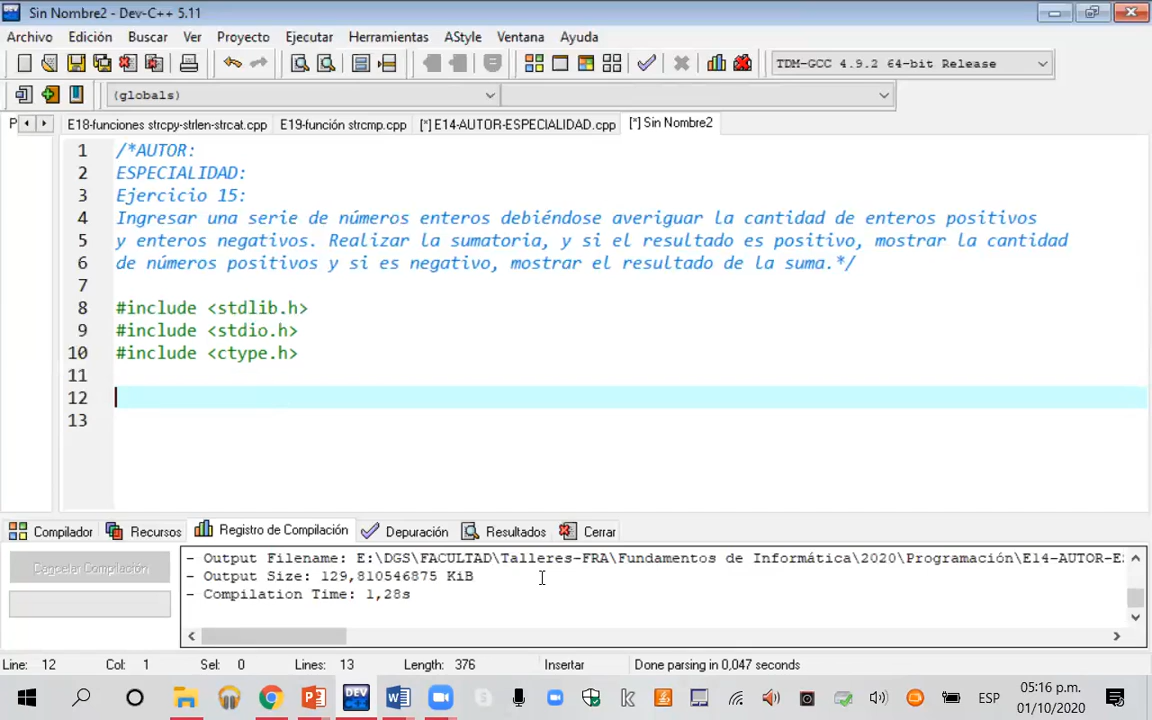 Sin Nombre2 - Dev-C++ 5.11
Archivo Edición Buscar Ver Proyecto Ejecutar Herramientas AStyle Ventana Ayuda
TDM-GCC 4.9.2 64-bit Release
(globals)
P E18-funciones strcpy-strlen-strcat.cpp E19-función strcmp.cpp [*] E14-AUTOR-ESPECIALIDAD.cpp [*] Sin Nombre2
1 /*AUTOR:
2 ESPECIALIDAD:
3 Ejercicio 15:
4 Ingresar una serie de números enteros debiéndose averiguar la cantidad de enteros positivos
5 y enteros negativos. Realizar la sumatoria, y si el resultado es positivo, mostrar la cantidad
6 de números positivos y si es negativo, mostrar el resultado de la suma.*/
7
8 #include <stdlib.h>
9 #include <stdio.h>
10 #include <ctype.h>
11
12
13
Compilador Recursos Registro de Compilación Depuración Resultados Cerrar
Cancelar Compilación
- Output Filename: E:\DGS\FACULTAD\Talleres-FRA\Fundamentos de Informática\2020\Programación\E14-AUTOR-E
- Output Size: 129,810546875 KiB
- Compilation Time: 1,28s
Line: 12 Col: 1 Sel: 0 Lines: 13 Length: 376 Insertar Done parsing in 0,047 seconds
ESP
05:16 p.m.
01/10/2020